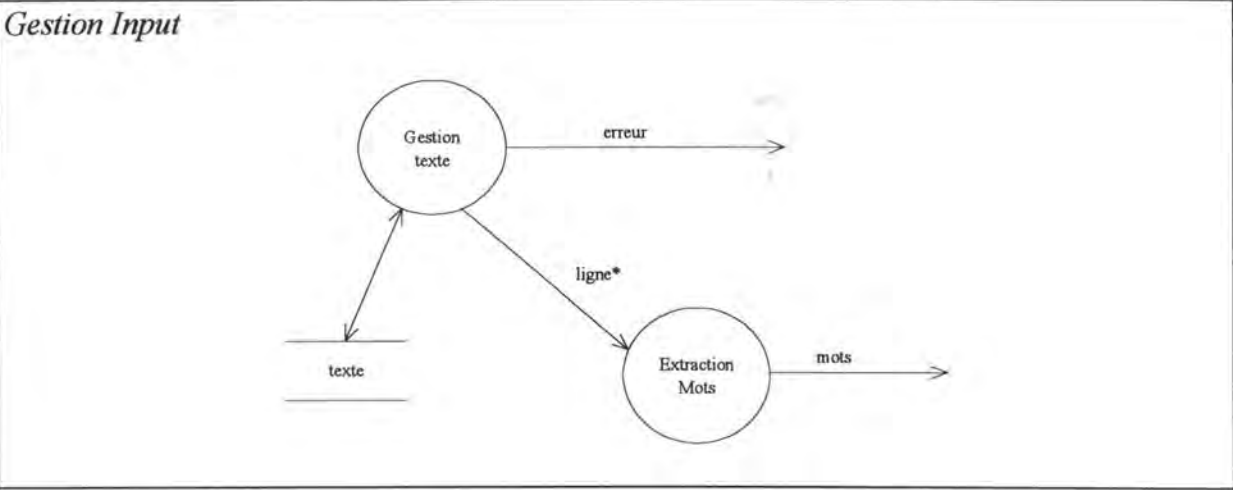 Gestion Input
Gestion
texte
erreur
ligne*
texte
Extraction
Mots
mots